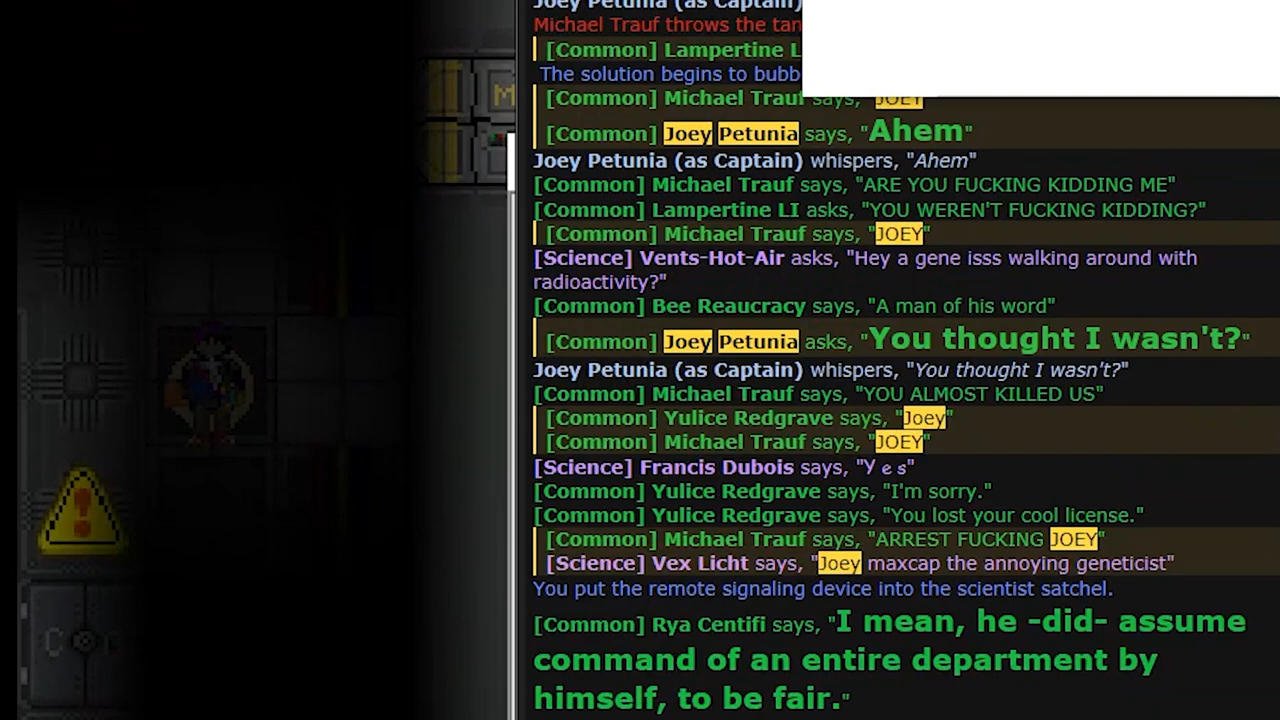 Joey Petunia (as Captain)
Michael Trauf throws the tan
[Common] Lampertine L
The solution begins to bubb
[Common] Michael Trauf says, "JOEY"
[Common] Joey Petunia says, "Ahem"
Joey Petunia (as Captain) whispers, "Ahem"
[Common] Michael Trauf says, "ARE YOU FUCKING KIDDING ME"
[Common] Lampertine LI asks, "YOU WEREN'T FUCKING KIDDING?"
[Common] Michael Trauf says, "JOEY"
[Science] Vents-Hot-Air asks, "Hey a gene isss walking around with
radioactivity?"
[Common] Bee Reaucracy says, "A man of his word"
[Common] Joey Petunia asks, "You thought I wasn't?"
Joey Petunia (as Captain) whispers, "You thought I wasn't?"
[Common] Michael Trauf says, "YOU ALMOST KILLED US"
[Common] Yulice Redgrave says, "Joey"
[Common] Michael Trauf says, "JOEY"
[Science] Francis Dubois says, "Y e s"
[Common] Yulice Redgrave says, "I'm sorry."
[Common] Yulice Redgrave says, "You lost your cool license."
[Common] Michael Trauf says, "ARREST FUCKING JOEY"
[Science] Vex Licht says, "Joey maxcap the annoying geneticist"
You put the remote signaling device into the scientist satchel.
[Common] Rya Centifi says, "I mean, he -did- assume
command of an entire department by
himself, to be fair."